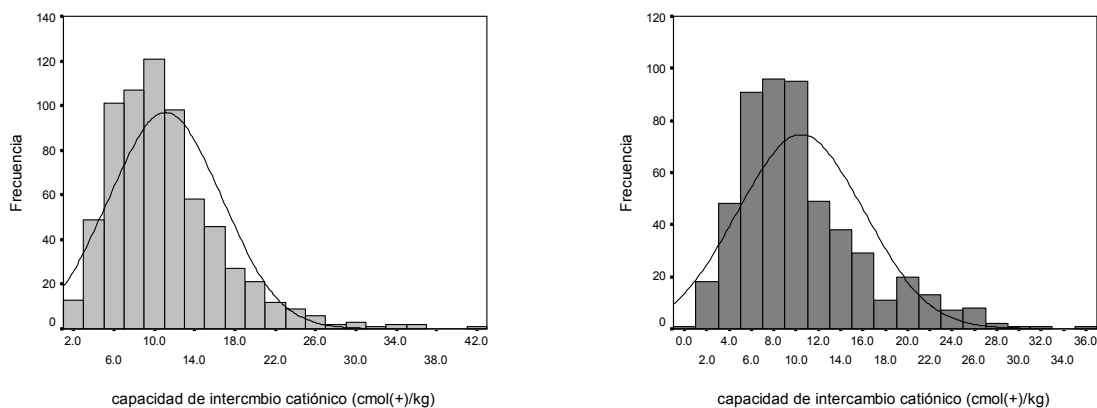 140
120
100
80
60
40
20
0
Frecuencia
2.0 10.0 18.0 26.0 34.0 42.0
6.0 14.0 22.0 30.0 38.0
capacidad de intercmbio catiónico (cmol(+)/kg)
120
100
80
60
40
20
0
Frecuencia
0.0 4.0 8.0 12.0 16.0 20.0 24.0 28.0 32.0 36.0
2.0 6.0 10.0 14.0 18.0 22.0 26.0 30.0 34.0
capacidad de intercambio catiónico (cmol(+)/kg)